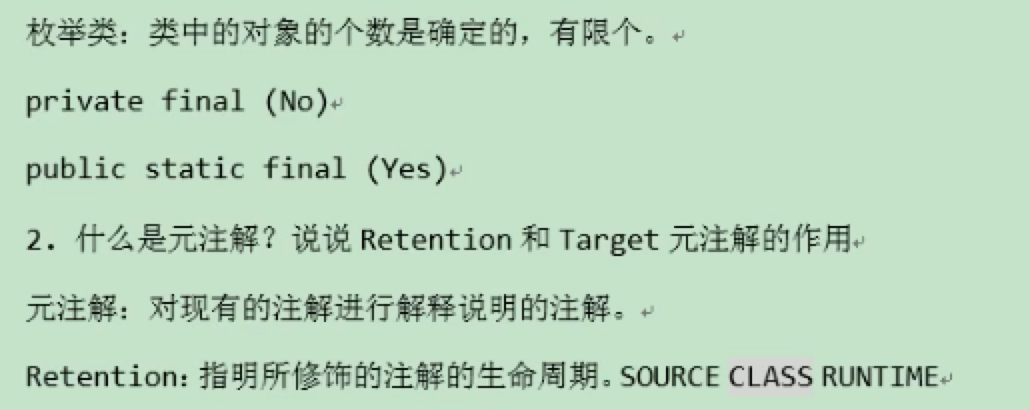 枚举类：类中的对象的个数是确定的，有限个。
private final (No)
public static final (Yes)
2. 什么是元注解？说说 Retention 和 Target 元注解的作用
元注解：对现有的注解进行解释说明的注解。
Retention：指明所修饰的注解的生命周期。SOURCE CLASS RUNTIME